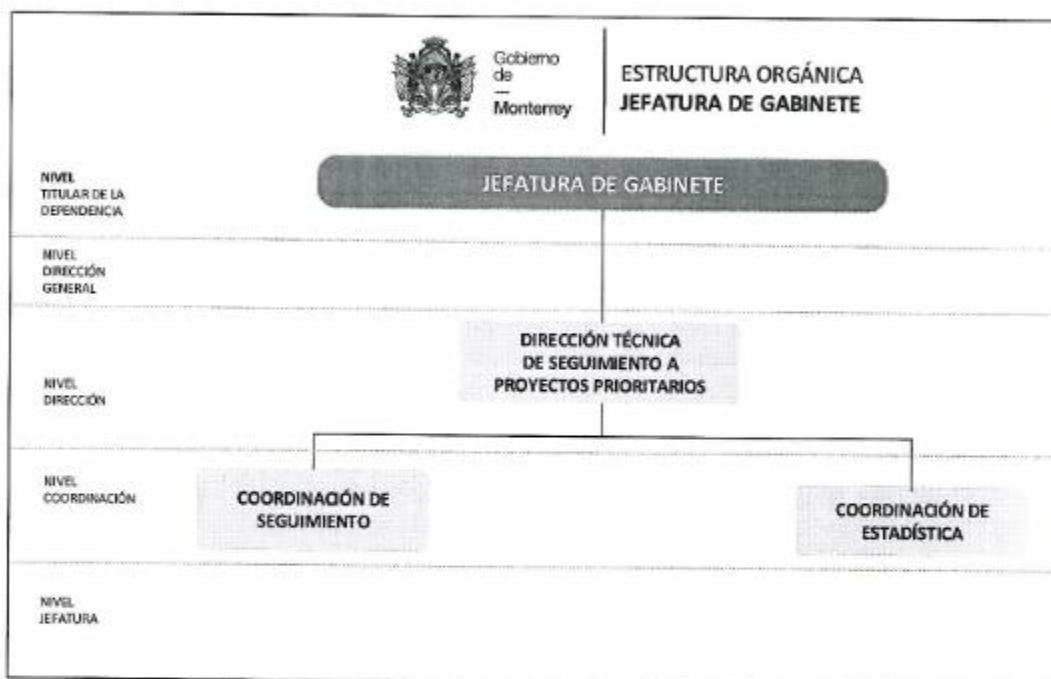 Gobierno
de
—
Monterrey
ESTRUCTURA ORGÁNICA
JEFATURA DE GABINETE
NIVEL
TITULAR DE LA
DEPENDENCIA
JEFATURA DE GABINETE
NIVEL
DIRECCIÓN
GENERAL
NIVEL
DIRECCIÓN
DIRECCIÓN TÉCNICA
DE SEGUIMIENTO A
PROYECTOS PRIORITARIOS
NIVEL
COORDINACIÓN
COORDINACIÓN DE
SEGUIMIENTO
COORDINACIÓN DE
ESTADÍSTICA
NIVEL
JEFATURA